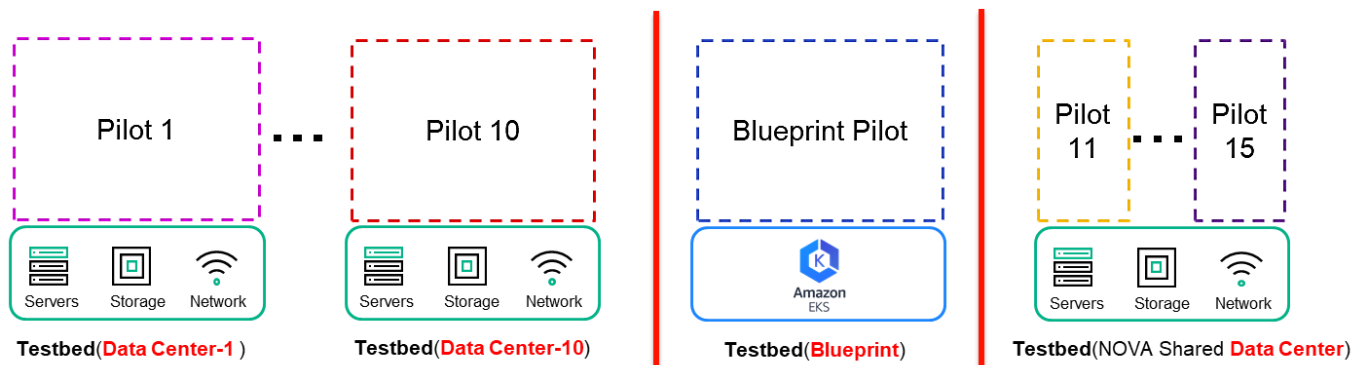 Pilot 1
Servers
Storage
Network
Testbed(Data Center-1 )
...
Pilot 10
Servers
Storage
Network
Testbed(Data Center-10)
Blueprint Pilot
K
Amazon
EKS
Testbed(Blueprint)
Pilot
11
...
Pilot
15
Servers
Storage
Network
Testbed(NOVA Shared Data Center)